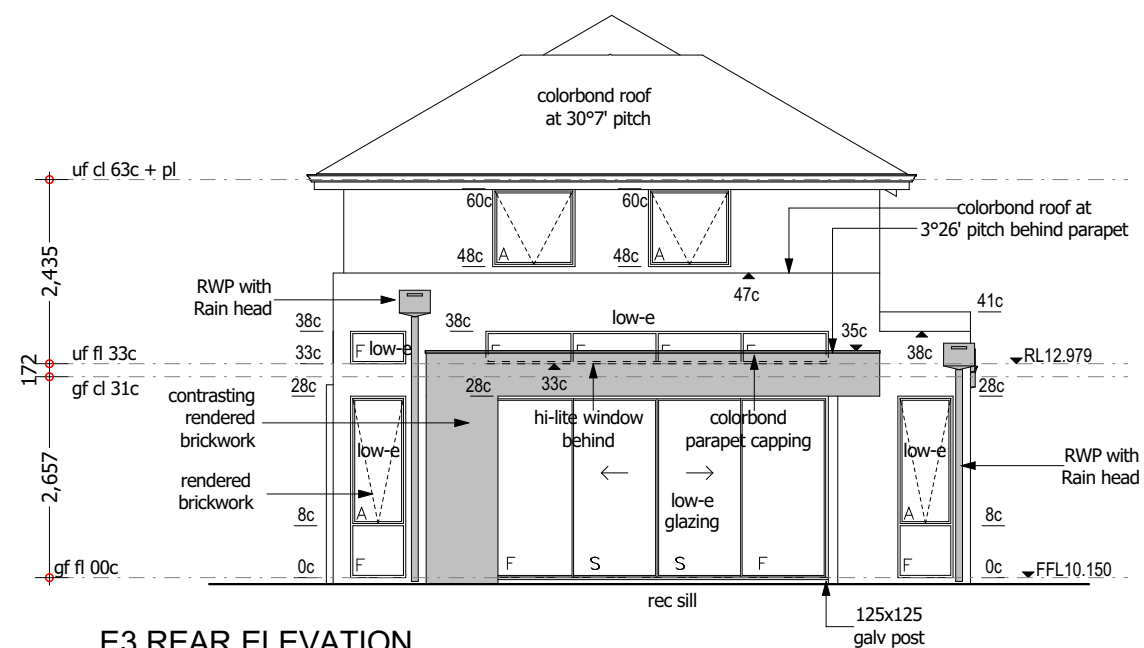 colorbond roof
at 30°7' pitch
uf cl 63c + pl
60c
60c
colorbond roof at
3°26' pitch behind parapet
A
A
48c
48c
2,435
RWP with
Rain head
47c
41c
low-e
38c
38c
35c
F low-e
F
F
F
F
33c
38c
RL12.979
uf fl 33c
172
gf cl 31c
33c
28c
28c
28c
contrasting
rendered
brickwork
hi-lite window
behind
colorbond
parapet capping
low-e
low-e
RWP with
Rain head
rendered
brickwork
2,657
low-e
glazing
8c
A
A
8c
F
F
S
S
F
F
gf fl 00c
0c
0c
FFL10.150
rec sill
125x125
galv post
E3 REAR ELEVATION